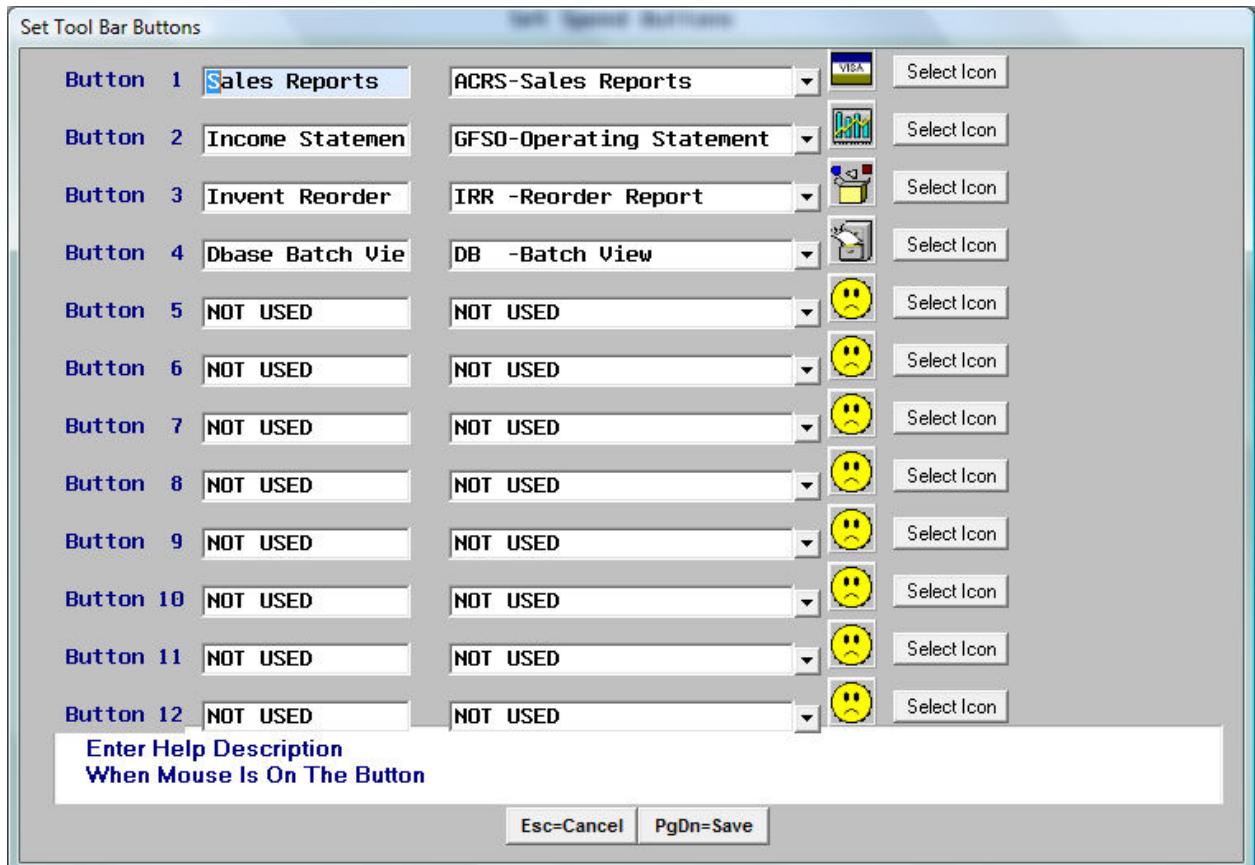 Set Speed Buttons
Set Tool Bar Buttons
Button 1 Sales Reports ACRS-Sales Reports VISA Select Icon
Button 2 Income Statemen GFSO-Operating Statement Select Icon
Button 3 Invent Reorder IRR -Reorder Report Select Icon
Button 4 Dbase Batch Vie DB -Batch View Select Icon
Button 5 NOT USED NOT USED Select Icon
Button 6 NOT USED NOT USED Select Icon
Button 7 NOT USED NOT USED Select Icon
Button 8 NOT USED NOT USED Select Icon
Button 9 NOT USED NOT USED Select Icon
Button 10 NOT USED NOT USED Select Icon
Button 11 NOT USED NOT USED Select Icon
Button 12 NOT USED NOT USED Select Icon
Enter Help Description
When Mouse Is On The Button
Esc=Cancel PgDn=Save